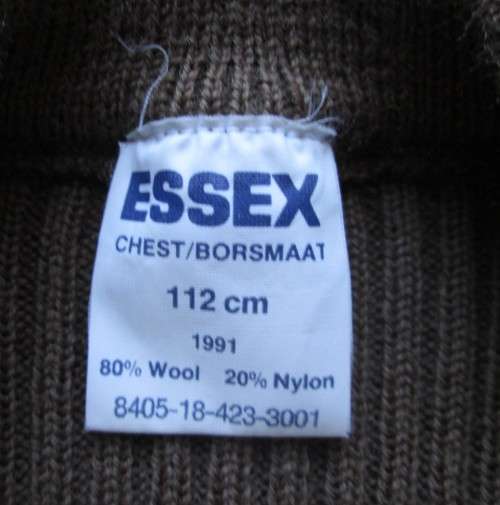 ESSEX
CHEST/BORSMAAT
112 cm
1991
80% Wool 20% Nylon
8405-18-423-3001